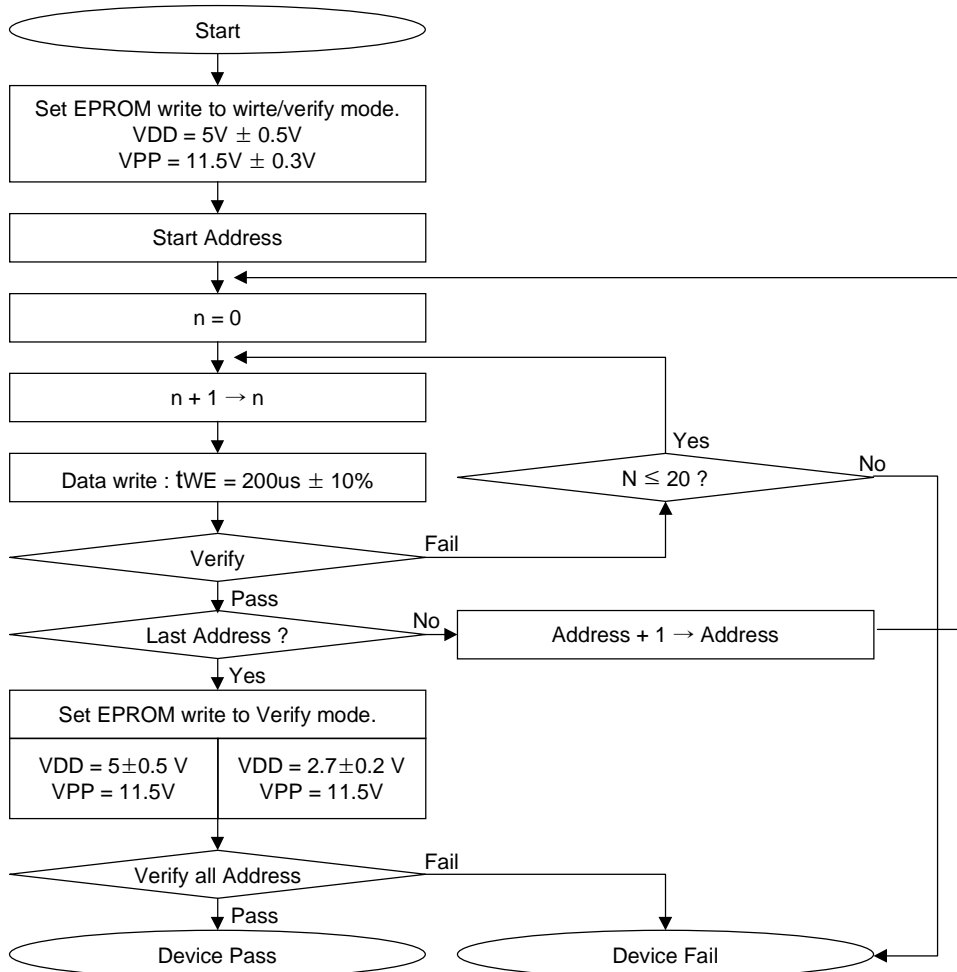 Start
Set EPROM write to wirte/verify mode.
VDD = 5V ± 0.5V
VPP = 11.5V ± 0.3V
Start Address
n = 0
n + 1 → n
Yes
Data write : tWE = 200us ± 10%
N ≤ 20 ?
No
Verify
Fail
Pass
Last Address ?
No
Address + 1 → Address
Yes
Set EPROM write to Verify mode.
VDD = 5±0.5 V
VPP = 11.5V
VDD = 2.7±0.2 V
VPP = 11.5V
Verify all Address
Fail
Pass
Device Pass
Device Fail